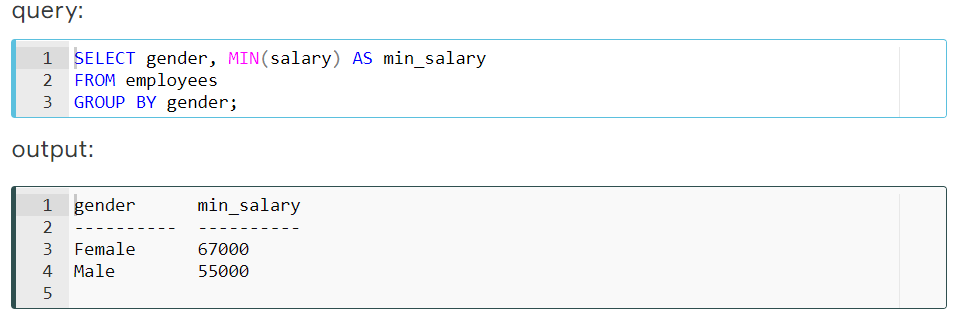 query:
1 SELECT gender, MIN(salary) AS min_salary
2 FROM employees
3 GROUP BY gender;
output:
1 gender      min_salary
2 ----------  ----------
3 Female      67000
4 Male        55000
5